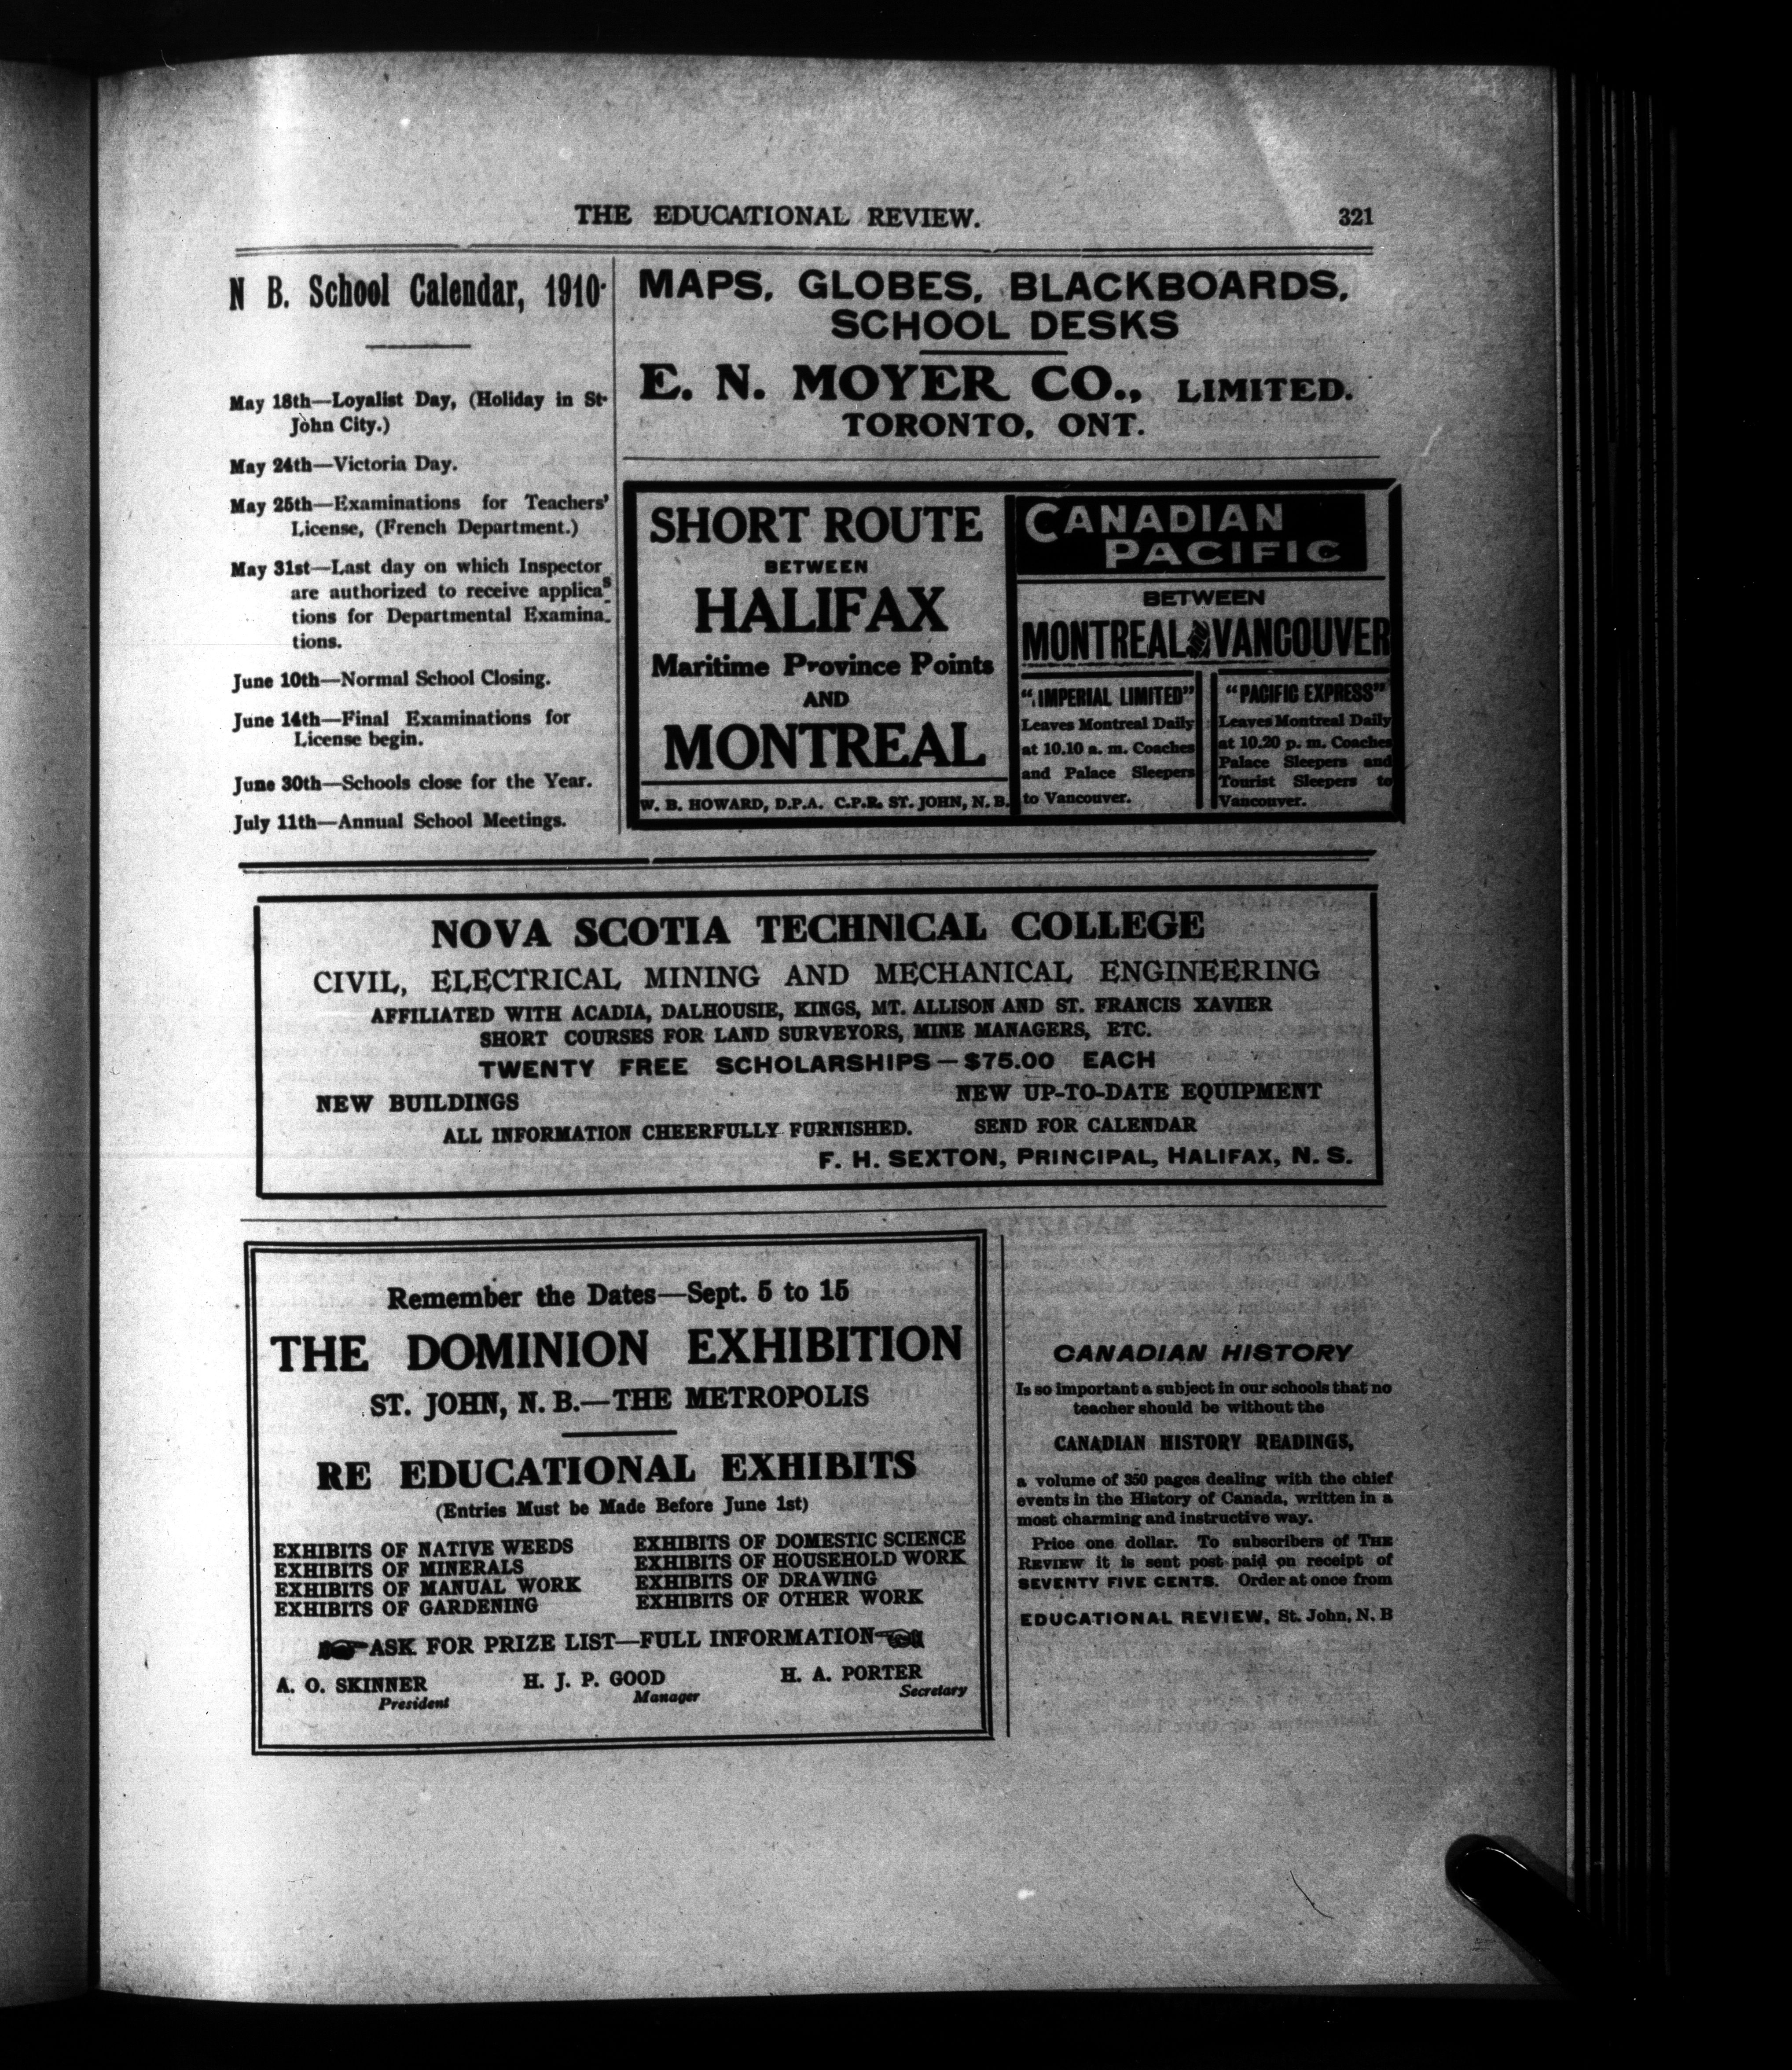 THE EDUCATIONAL REVIEW. 321
N B. School Calendar, 1910·
May 18th—Loyalist Day, (Holiday in St·
John City.)
May 24th—Victoria Day.
May 25th—Examinations for Teachers'
License, (French Department.)
May 31st—Last day on which Inspector
are authorized to receive applicas-
tions for Departmental Examina-
tions.
June 10th—Normal School Closing.
June 14th—Final Examinations for
License begin.
June 30th—Schools close for the Year.
July 11th—Annual School Meetings.
MAPS, GLOBES, BLACKBOARDS,
SCHOOL DESKS
E. N. MOYER CO., LIMITED.
TORONTO, ONT.
SHORT ROUTE
BETWEEN
HALIFAX
Maritime Province Points
AND
MONTREAL
W. B. HOWARD, D.P.A. C.P.R. ST. JOHN, N. B.
CANADIAN
PACIFIC
BETWEEN
MONTREAL AND VANCOUVER
"IMPERIAL LIMITED"
Leaves Montreal Daily
at 10.10 a. m. Coaches
and Palace Sleepers
to Vancouver.
"PACIFIC EXPRESS"
Leaves Montreal Daily
at 10.20 p. m. Coaches
Palace Sleepers and
Tourist Sleepers to
Vancouver.
NOVA SCOTIA TECHNICAL COLLEGE
CIVIL, ELECTRICAL MINING AND MECHANICAL ENGINEERING
AFFILIATED WITH ACADIA, DALHOUSIE, KINGS, MT. ALLISON AND ST. FRANCIS XAVIER
SHORT COURSES FOR LAND SURVEYORS, MINE MANAGERS, ETC.
TWENTY FREE SCHOLARSHIPS—$75.00 EACH
NEW BUILDINGS NEW UP-TO-DATE EQUIPMENT
ALL INFORMATION CHEERFULLY FURNISHED. SEND FOR CALENDAR
F. H. SEXTON, PRINCIPAL, HALIFAX, N. S.
Remember the Dates—Sept. 5 to 15
THE DOMINION EXHIBITION
ST. JOHN, N. B.—THE METROPOLIS
RE EDUCATIONAL EXHIBITS
(Entries Must be Made Before June 1st)
EXHIBITS OF NATIVE WEEDS EXHIBITS OF DOMESTIC SCIENCE
EXHIBITS OF MINERALS EXHIBITS OF HOUSEHOLD WORK
EXHIBITS OF MANUAL WORK EXHIBITS OF DRAWING
EXHIBITS OF GARDENING EXHIBITS OF OTHER WORK
ASK FOR PRIZE LIST—FULL INFORMATION
A. O. SKINNER H. J. P. GOOD H. A. PORTER
President Manager Secretary
CANADIAN HISTORY
Is so important a subject in our schools that no
teacher should be without the
CANADIAN HISTORY READINGS,
a volume of 350 pages dealing with the chief
events in the History of Canada, written in a
most charming and instructive way.
Price one dollar. To subscribers of THE
REVIEW it is sent post paid on receipt of
SEVENTY FIVE CENTS. Order at once from
EDUCATIONAL REVIEW, St. John, N. B